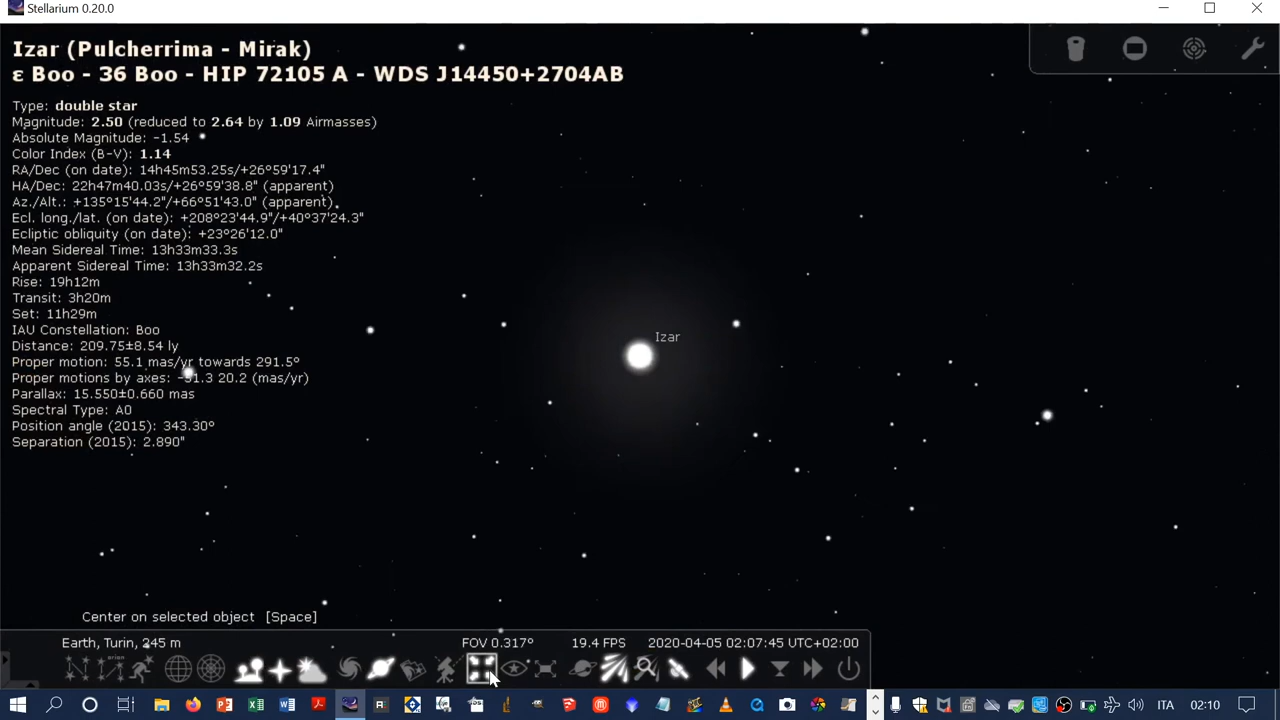 Stellarium 0.20.0
Izar (Pulcherrima - Mirak)
ε Boo - 36 Boo - HIP 72105 A - WDS J14450+2704AB
Type: double star
Magnitude: 2.50 (reduced to 2.64 by 1.09 Airmasses)
Absolute Magnitude: -1.54
Color Index (B-V): 1.14
RA/Dec (on date): 14h45m53.25s/+26°59'17.4"
HA/Dec: 22h47m40.03s/+26°59'38.8" (apparent)
Az./Alt.: +135°15'44.2"/+66°51'43.0" (apparent)
Ecl. long./lat. (on date): +208°23'44.9"/+40°37'24.3"
Ecliptic obliquity (on date): +23°26'12.0"
Mean Sidereal Time: 13h33m33.3s
Apparent Sidereal Time: 13h33m32.2s
Rise: 19h12m
Transit: 3h20m
Set: 11h29m
IAU Constellation: Boo
Distance: 209.75±8.54 ly
Proper motion: 55.1 mas/yr towards 291.5°
Proper motions by axes: -51.3 20.2 (mas/yr)
Parallax: 15.550±0.660 mas
Spectral Type: A0
Position angle (2015): 343.30°
Separation (2015): 2.890"
Izar
Center on selected object [Space]
Earth, Turin, 245 m FOV 0.317° 19.4 FPS 2020-04-05 02:07:45 UTC+02:00
ITA 02:10